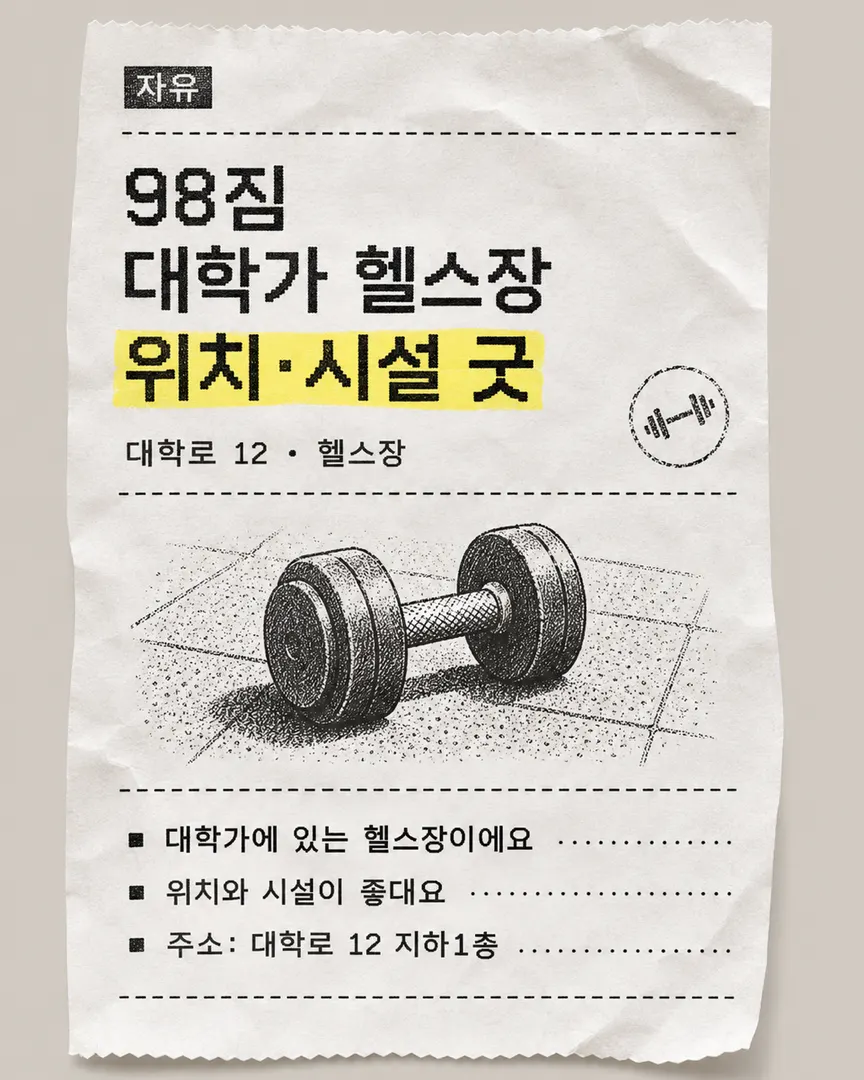 자유
98짐
대학가 헬스장
위치·시설 굿
대학로 12 • 헬스장
■ 대학가에 있는 헬스장이에요
■ 위치와 시설이 좋대요
■ 주소: 대학로 12 지하1층